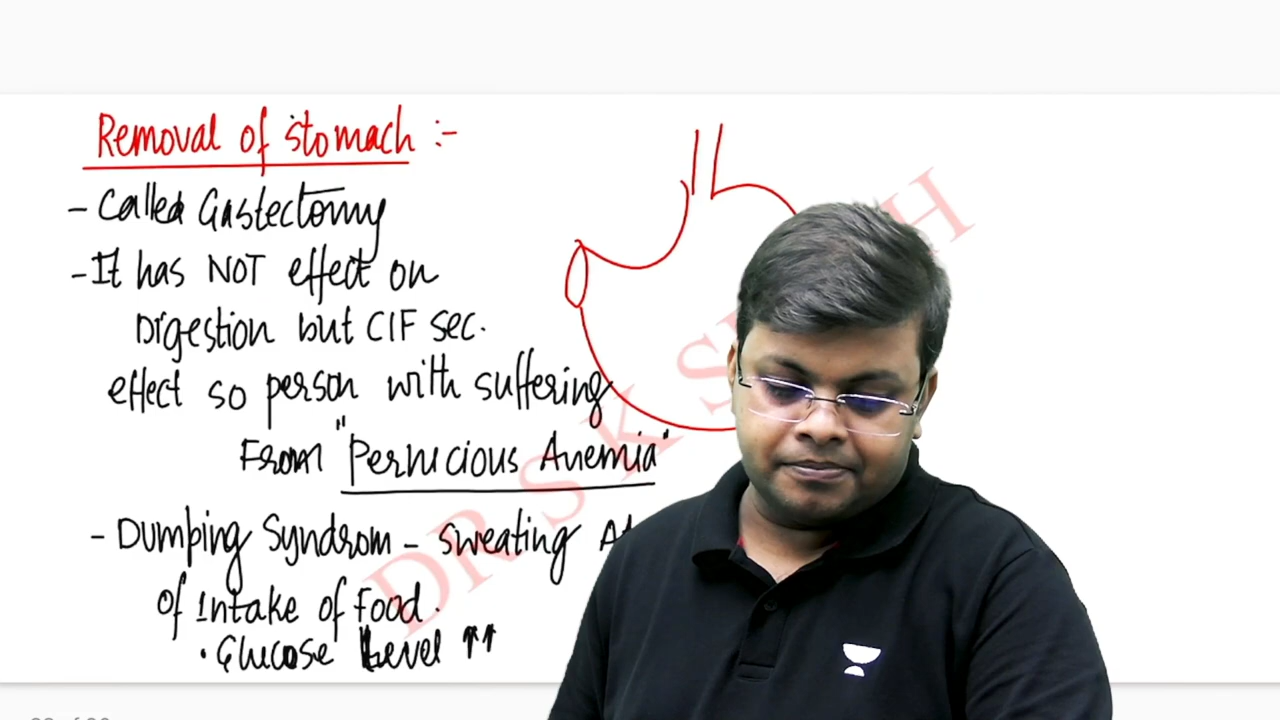 Removal of stomach :-
- Called Gastectomy
- It has NOT effect on
Digestion but CIF sec.
effect so person with suffering
From "Pernicious Anemia"
- Dumping Syndrom - sweating
of Intake of Food.
• Glucose Level ↑↑
DR S K